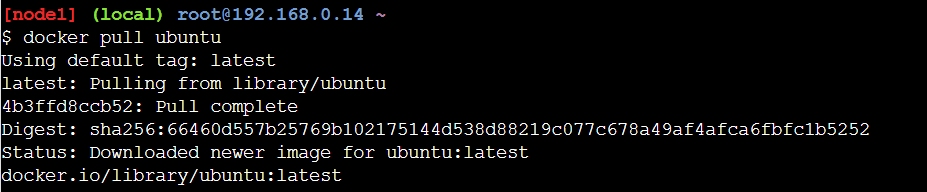 [node1] (local) root@192.168.0.14 ~
$ docker pull ubuntu
Using default tag: latest
latest: Pulling from library/ubuntu
4b3ffd8ccb52: Pull complete
Digest: sha256:66460d557b25769b102175144d538d88219c077c678a49af4afca6fbfc1b5252
Status: Downloaded newer image for ubuntu:latest
docker.io/library/ubuntu:latest